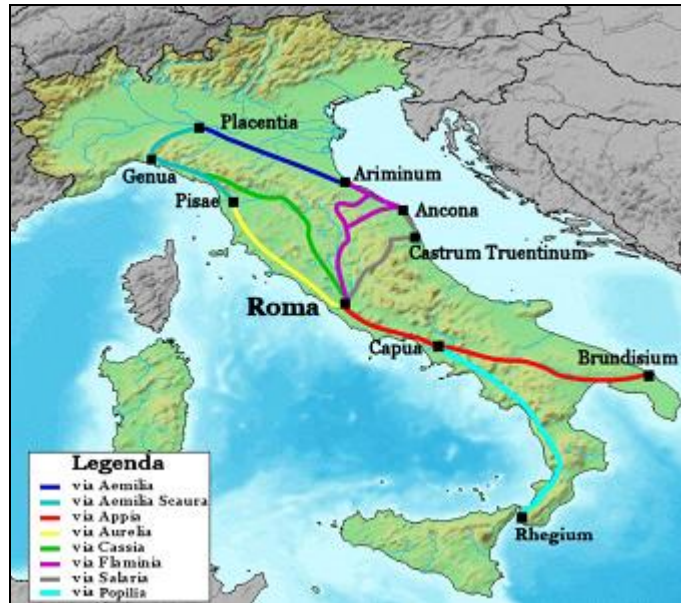 Placentia
Genua
Ariminum
Pisae
Ancona
Castrum Truentinum
Roma
Capua
Brundisium
Rhegium
Legenda
via Aemilia
via Aemilia Scaura
via Appia
via Aurelia
via Cassia
via Flaminia
via Salaria
via Popilia